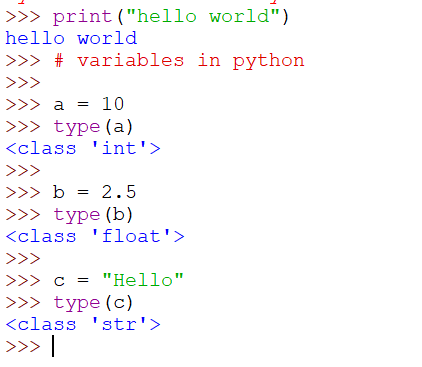 >>> print("hello world")
hello world
>>> # variables in python
>>>
>>> a = 10
>>> type(a)
<class 'int'>
>>>
>>> b = 2.5
>>> type(b)
<class 'float'>
>>>
>>> c = "Hello"
>>> type(c)
<class 'str'>
>>>